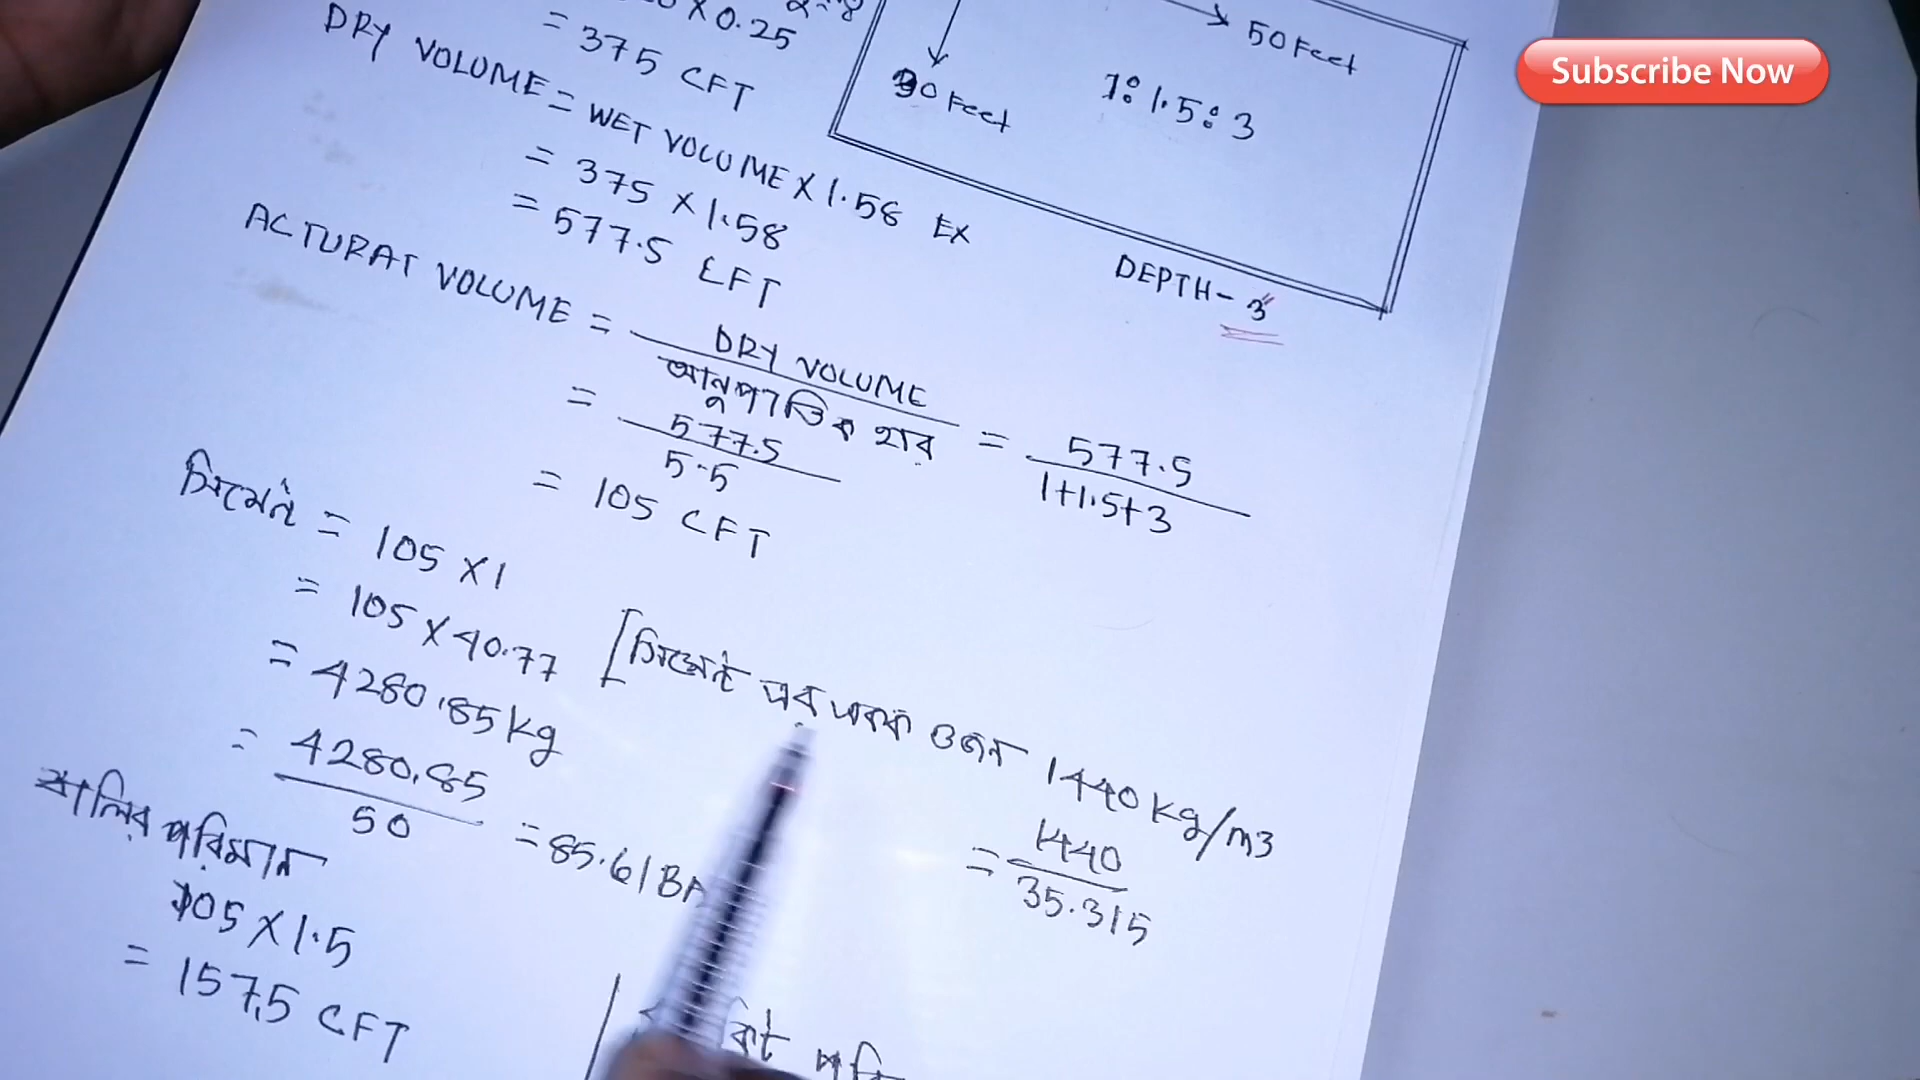 Subscribe Now
X 0.25
= 375 CFT
50 Feet
30 Feet
1:1.5:3
DEPTH- 3"
DRY VOLUME = WET VOLUME X 1.58 EX
= 375 X 1.58
= 577.5 CFT
ACTURAT VOLUME = DRY VOLUME
আনুপাতিক হার = 577.5
1+1.5+3
= 577.5
5.5
= 105 CFT
সিমেন্ট = 105 X 1
= 105 X 40.77 [সিমেন্ট এর একক ওজন 1440 kg/m3
= 1440
35.315
= 4280.85 kg
= 4280.85
50 = 85.61 BA
বালির পরিমান
105 X 1.5
= 157.5 CFT